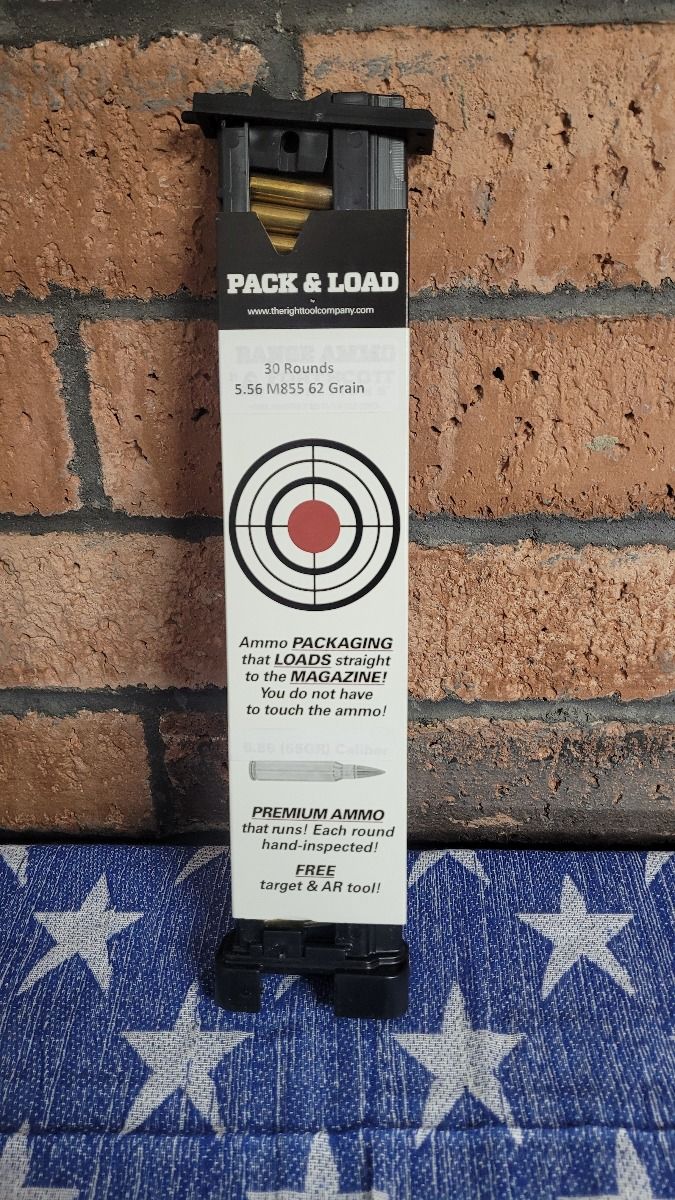 PACK & LOAD
by
www.therighttoolcompany.com
30 Rounds
5.56 M855 62 Grain
Ammo PACKAGING
that LOADS straight
to the MAGAZINE!
You do not have
to touch the ammo!
PREMIUM AMMO
that runs! Each round
hand-inspected!
FREE
target & AR tool!